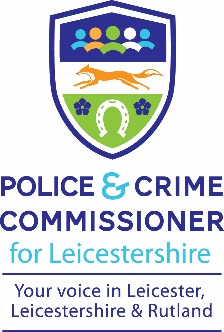 POLICE & CRIME
COMMISSIONER
for Leicestershire
Your voice in Leicester,
Leicestershire & Rutland